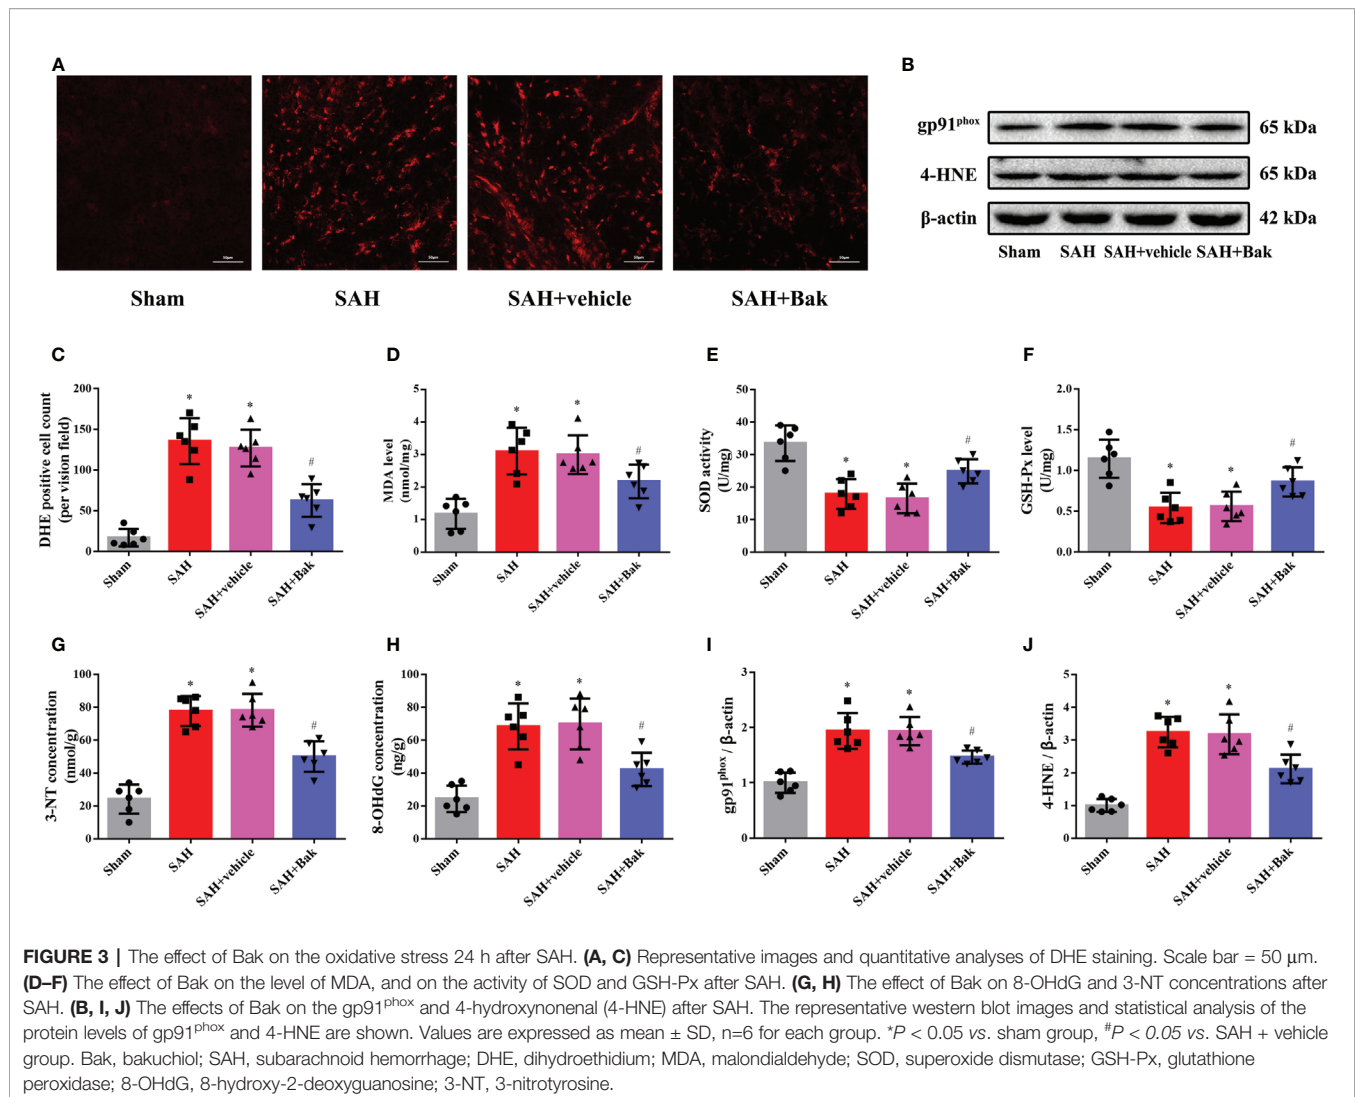 A
B
50μm
50μm
50μm
50μm
Sham
SAH
SAH+vehicle
SAH+Bak
gp91phox
65 kDa
4-HNE
65 kDa
β-actin
42 kDa
Sham SAH SAH+vehicle SAH+Bak
C
DHE positive cell count
(per vision field)
200
150
100
50
0
*
*
#
Sham
SAH
SAH+vehicle
SAH+Bak
D
MDA level
(nmol/mg)
5
4
3
2
1
0
*
*
#
Sham
SAH
SAH+vehicle
SAH+Bak
E
SOD activity
(U/mg)
50
40
30
20
10
0
*
*
#
Sham
SAH
SAH+vehicle
SAH+Bak
F
GSH-Px level
(U/mg)
2.0
1.5
1.0
0.5
0.0
*
*
#
Sham
SAH
SAH+vehicle
SAH+Bak
G
3-NT concentration
(nmol/g)
100
80
60
40
20
0
*
*
#
Sham
SAH
SAH+vehicle
SAH+Bak
H
8-OHdG concentration
(ng/g)
100
80
60
40
20
0
*
*
#
Sham
SAH
SAH+vehicle
SAH+Bak
I
gp91phox / β-actin
3
2
1
0
*
*
#
Sham
SAH
SAH+vehicle
SAH+Bak
J
4-HNE / β-actin
5
4
3
2
1
0
*
*
#
Sham
SAH
SAH+vehicle
SAH+Bak
FIGURE 3 | The effect of Bak on the oxidative stress 24 h after SAH. (A, C) Representative images and quantitative analyses of DHE staining. Scale bar = 50 μm.
(D–F) The effect of Bak on the level of MDA, and on the activity of SOD and GSH-Px after SAH. (G, H) The effect of Bak on 8-OHdG and 3-NT concentrations after
SAH. (B, I, J) The effects of Bak on the gp91phox and 4-hydroxynonenal (4-HNE) after SAH. The representative western blot images and statistical analysis of the
protein levels of gp91phox and 4-HNE are shown. Values are expressed as mean ± SD, n=6 for each group. *P < 0.05 vs. sham group, #P < 0.05 vs. SAH + vehicle
group. Bak, bakuchiol; SAH, subarachnoid hemorrhage; DHE, dihydroethidium; MDA, malondialdehyde; SOD, superoxide dismutase; GSH-Px, glutathione
peroxidase; 8-OHdG, 8-hydroxy-2-deoxyguanosine; 3-NT, 3-nitrotyrosine.